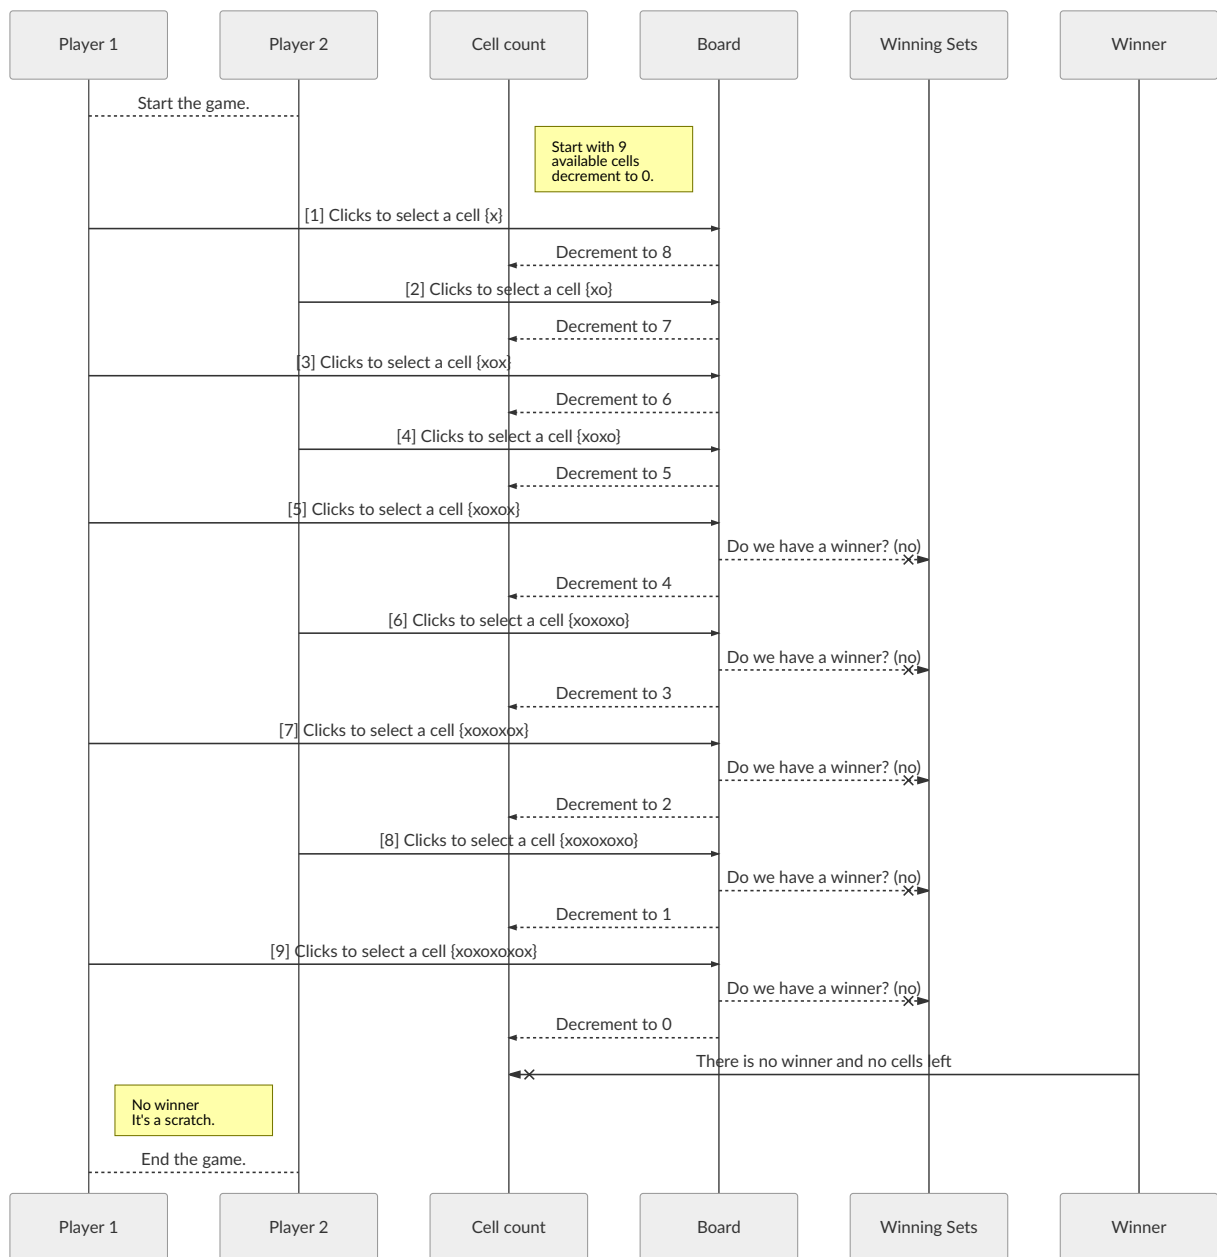 Player 1
Player 2
Cell count
Board
Winning Sets
Winner
Start the game.
Start with 9
available cells
decrement to 0.
[1] Clicks to select a cell {x}
Decrement to 8
[2] Clicks to select a cell {xo}
Decrement to 7
[3] Clicks to select a cell {xox}
Decrement to 6
[4] Clicks to select a cell {xoxo}
Decrement to 5
[5] Clicks to select a cell {xoxox}
Do we have a winner? (no)
Decrement to 4
[6] Clicks to select a cell {xoxoxo}
Do we have a winner? (no)
Decrement to 3
[7] Clicks to select a cell {xoxoxox}
Do we have a winner? (no)
Decrement to 2
[8] Clicks to select a cell {xoxoxoxo}
Do we have a winner? (no)
Decrement to 1
[9] Clicks to select a cell {xoxoxoxox}
Do we have a winner? (no)
Decrement to 0
There is no winner and no cells left
No winner
It's a scratch.
End the game.
Player 1
Player 2
Cell count
Board
Winning Sets
Winner